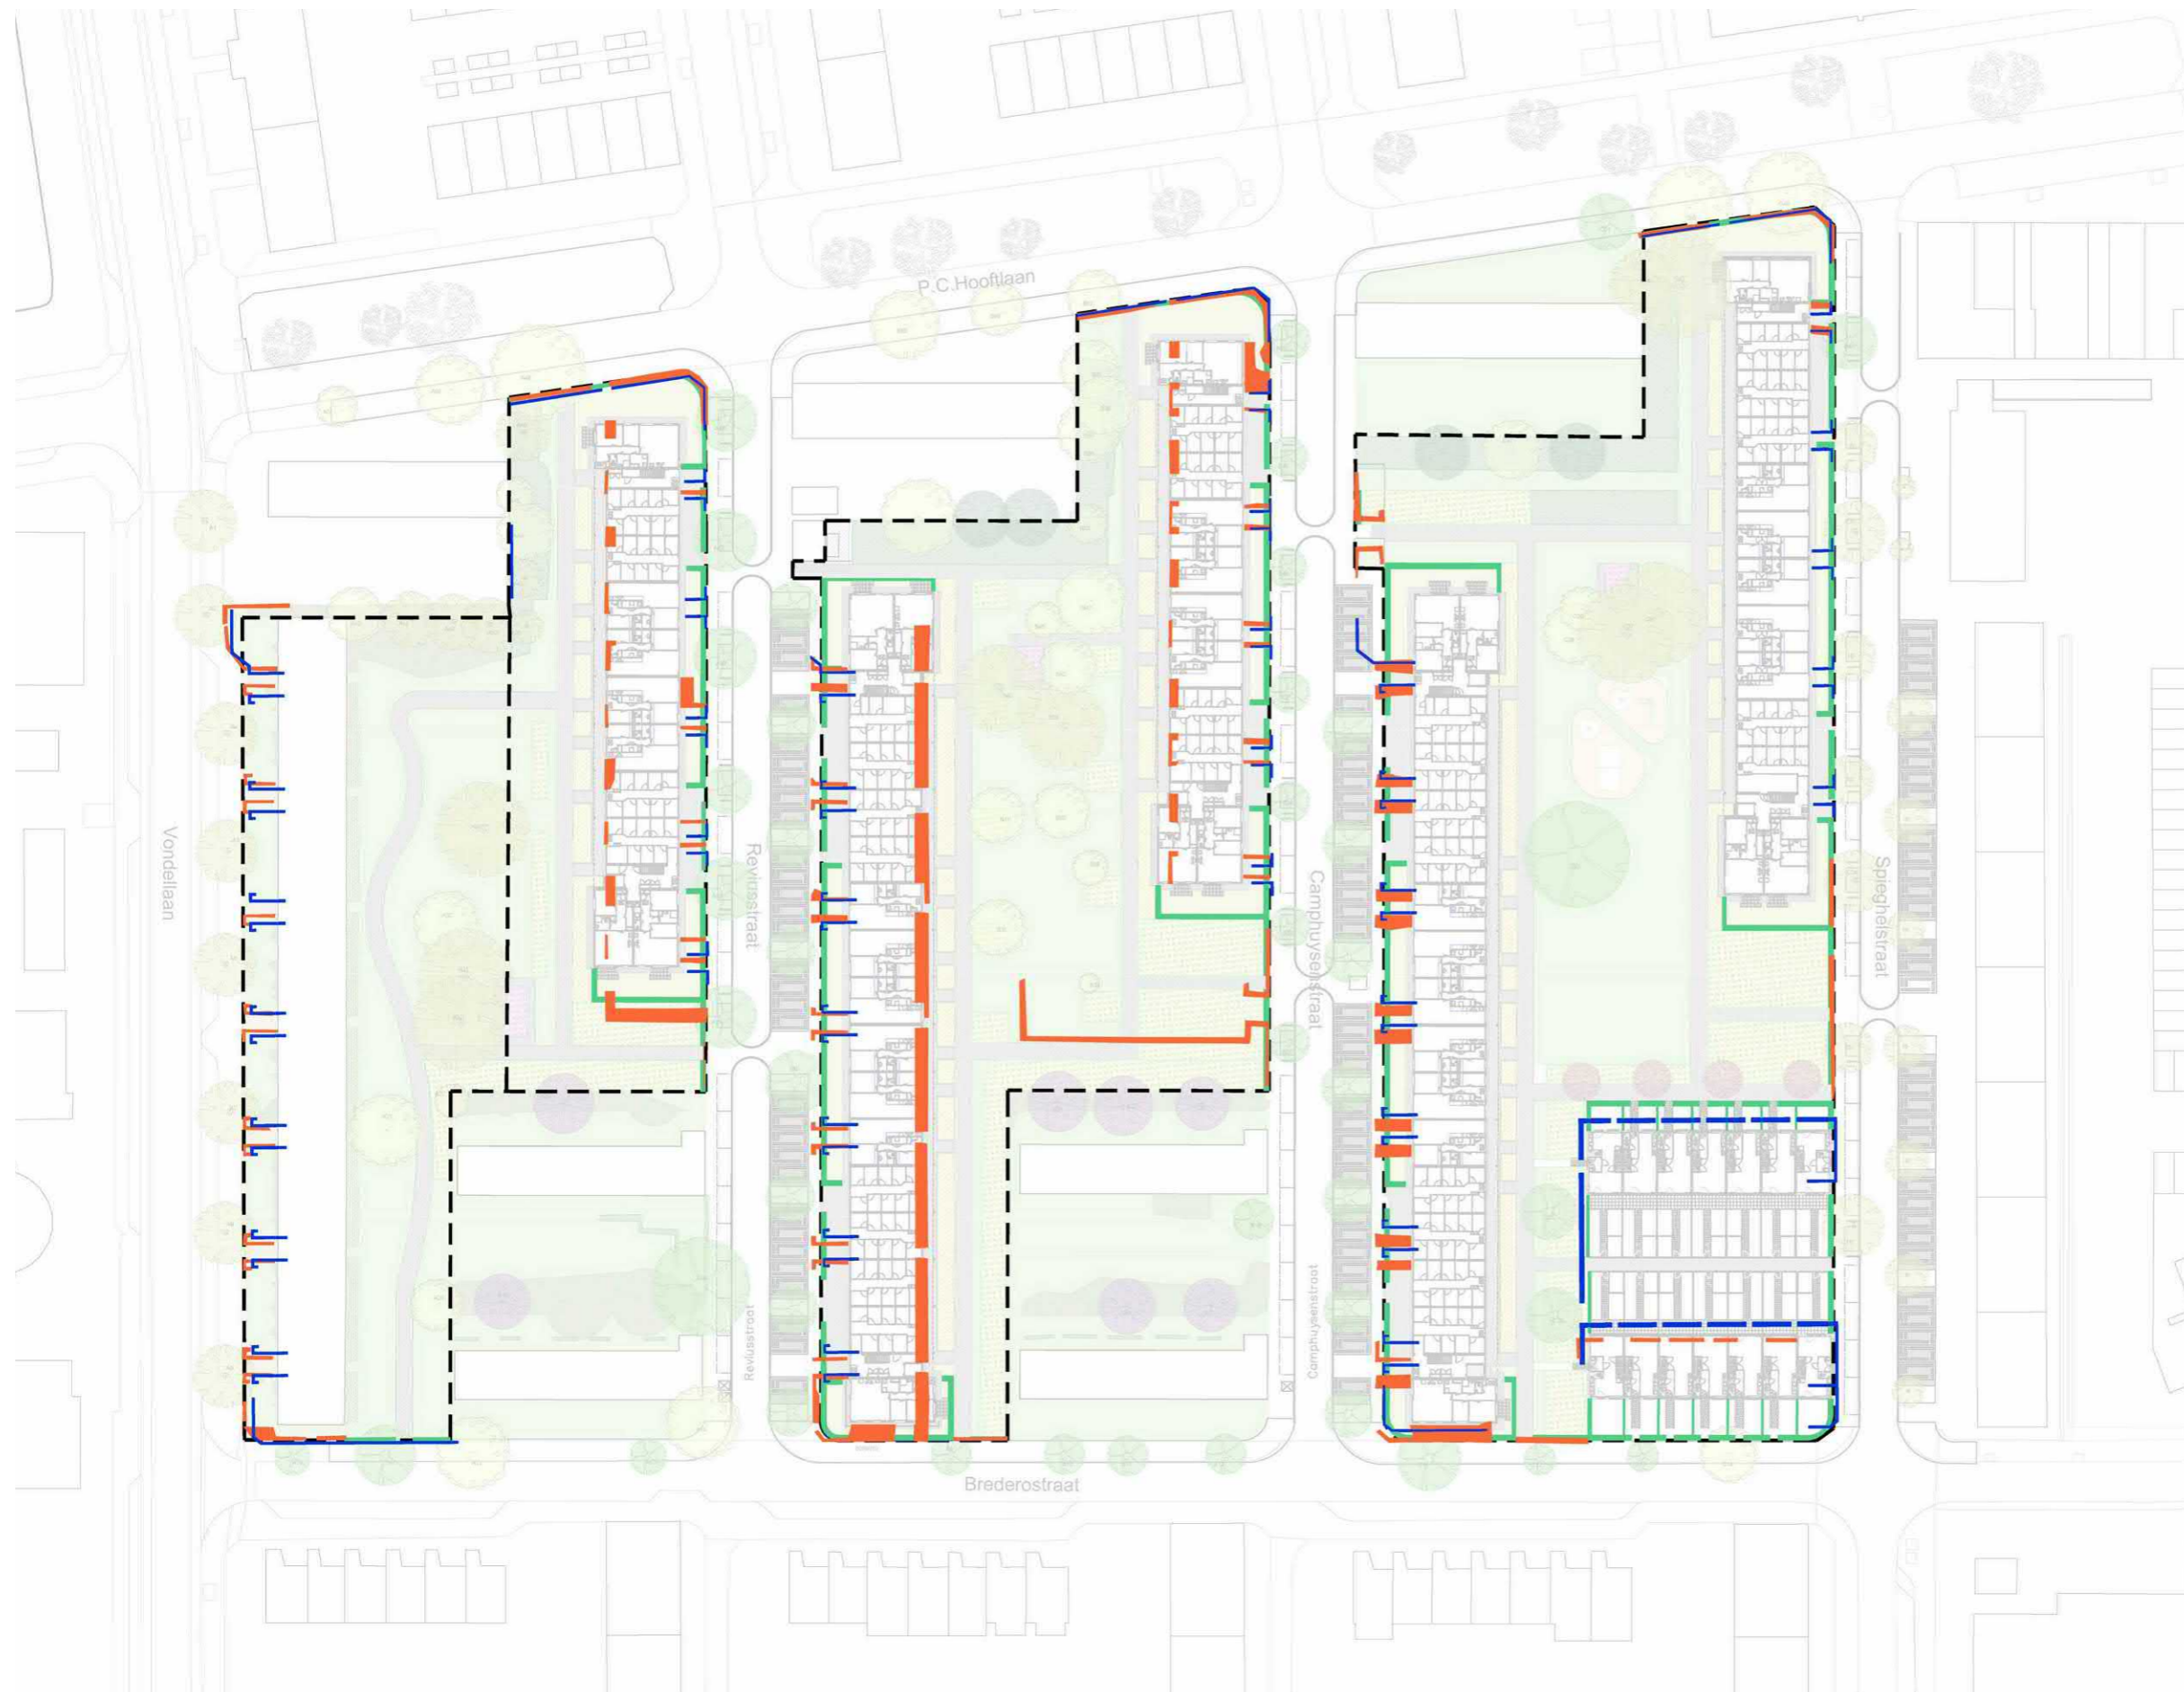 P.C.Hooftlaan
Vondellaan
Reviusstraat
Camphuysenstraat
Spieghelstraat
Reviusstraat
Camphuysenstraat
Brederostraat